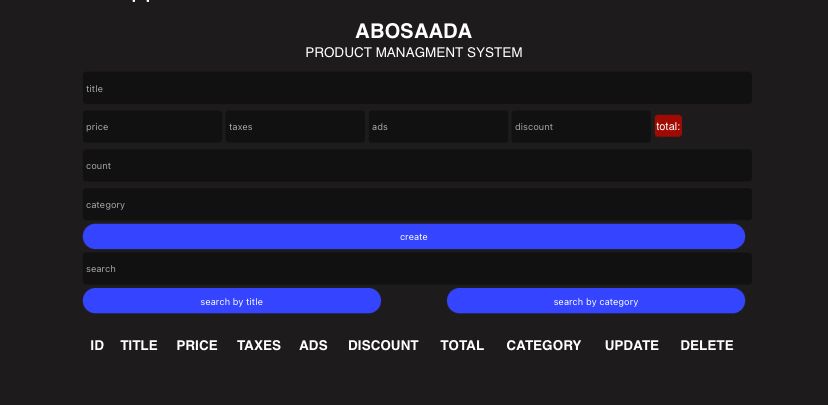 ABOSAADA
PRODUCT MANAGMENT SYSTEM
title
price taxes ads discount total:
count
category
create
search
search by title search by category
ID TITLE PRICE TAXES ADS DISCOUNT TOTAL CATEGORY UPDATE DELETE